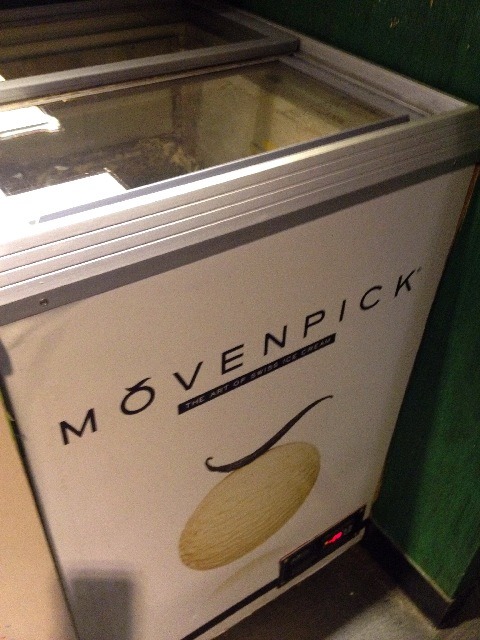 MÖVENPICK
THE ART OF SWISS ICE CREAM